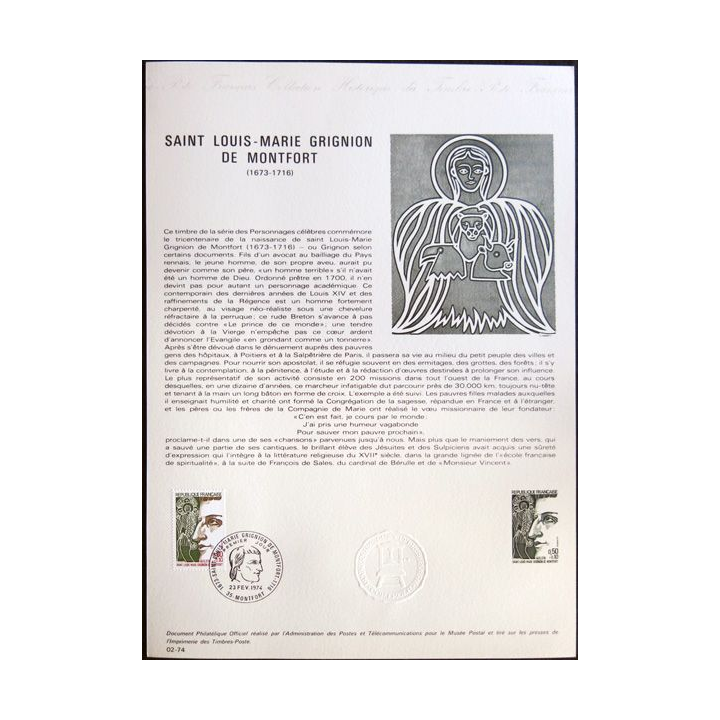 SAINT LOUIS-MARIE GRIGNION
DE MONTFORT
(1673-1716)
Ce timbre de la série des Personnages célèbres commémore
le tricentenaire de la naissance de saint Louis-Marie
Grignion de Montfort (1673-1716) — ou Grignon selon
certains documents. Fils d'un avocat au bailliage du Pays
rennais, le jeune homme, de son propre aveu, aurait pu
devenir comme son père, «un homme terrible» s'il n'avait
été un homme de Dieu. Ordonné prêtre en 1700, il n'en
devint pas pour autant un personnage académique. Ce
contemporain des dernières années de Louis XIV et des
raffinements de la Régence est un homme fortement
charpenté, au visage néo-réaliste sous une chevelure
réfractaire à la perruque; ce rude Breton s'avance à pas
décidés contre «Le prince de ce monde»; une tendre
dévotion à la Vierge n'empêche pas ce cœur ardent
d'annoncer l'Evangile «en grondant comme un tonnerre».
Après s'être dévoué dans le dénuement auprès des pauvres
gens des hôpitaux, à Poitiers et à la Salpêtrière de Paris, il passera sa vie au milieu du petit peuple des villes et
des campagnes. Pour nourrir son apostolat, il se réfugie souvent en des ermitages, des grottes, des forêts; il s'y
livre à la contemplation, à la pénitence, à l'étude et à la rédaction d'œuvres destinées à prolonger son influence.
Le plus représentatif de son activité consiste en 200 missions dans tout l'ouest de la France, au cours
desquelles, en une dizaine d'années, ce marcheur infatigable dut parcourir près de 30.000 km, toujours nu-tête
et tenant à la main un long bâton en forme de croix. L'exemple a été suivi. Les pauvres filles malades auxquelles
il enseignait humilité et charité ont formé la Congrégation de la sagesse, répandue en France et à l'étranger,
et les pères ou les frères de la Compagnie de Marie ont réalisé le vœu missionnaire de leur fondateur:
«C'en est fait, je cours par le monde:
J'ai pris une humeur vagabonde
Pour sauver mon pauvre prochain»,
proclame-t-il dans une de ses «chansons» parvenues jusqu'à nous. Mais plus que le maniement des vers, qui
a sauvé une partie de ses cantiques, le brillant élève des Jésuites et des Sulpiciens avait acquis une sûreté
d'expression qui l'intègre à la littérature religieuse du XVIIe siècle, dans la grande lignée de l'«école française
de spiritualité», à la suite de François de Sales, du cardinal de Bérulle et de «Monsieur Vincent».
REPUBLIQUE FRANÇAISE
REPUBLIQUE FRANÇAISE
0,50
+0,10
SAINT LOUIS MARIE GRIGNION DE MONTFORT
1673-SAINT LOUIS MARIE GRIGNION DE MONTFORT-1716
PREMIER JOUR
23 FEV. 1974
35 MONTFORT
Document Philatélique Officiel réalisé par l'Administration des Postes et Télécommunications pour le Musée Postal et tiré sur les presses de
l'Imprimerie des Timbres-Poste.
02-74